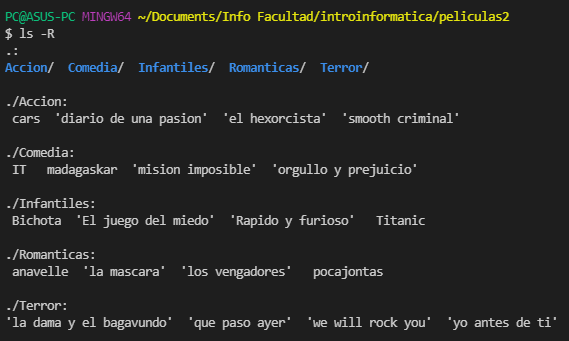 PC@ASUS-PC MINGW64 ~/Documents/Info Facultad/introinformatica/peliculas2
$ ls -R
.:
Accion/  Comedia/  Infantiles/  Romanticas/  Terror/
./Accion:
cars  'diario de una pasion'  'el hexorcista'  'smooth criminal'
./Comedia:
IT   madagaskar  'mision imposible'  'orgullo y prejuicio'
./Infantiles:
Bichota  'El juego del miedo'  'Rapido y furioso'   Titanic
./Romanticas:
anavelle  'la mascara'  'los vengadores'   pocajontas
./Terror:
'la dama y el bagavundo'  'que paso ayer'  'we will rock you'  'yo antes de ti'